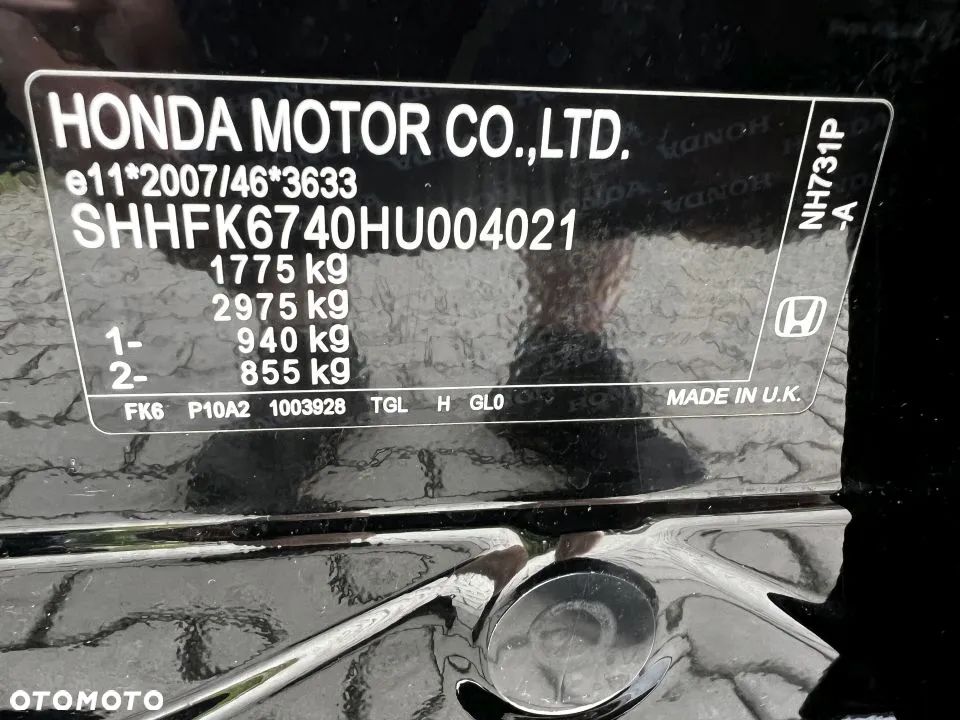 HONDA MOTOR CO.,LTD.
e11*2007/46*3633
SHHFK6740HU004021
1775 kg
2975 kg
1- 940 kg
2- 855 kg
FK6 P10A2 1003928 TGL H GL0
MADE IN U.K.
NH731P
-A
HONDA
OTOMOTO